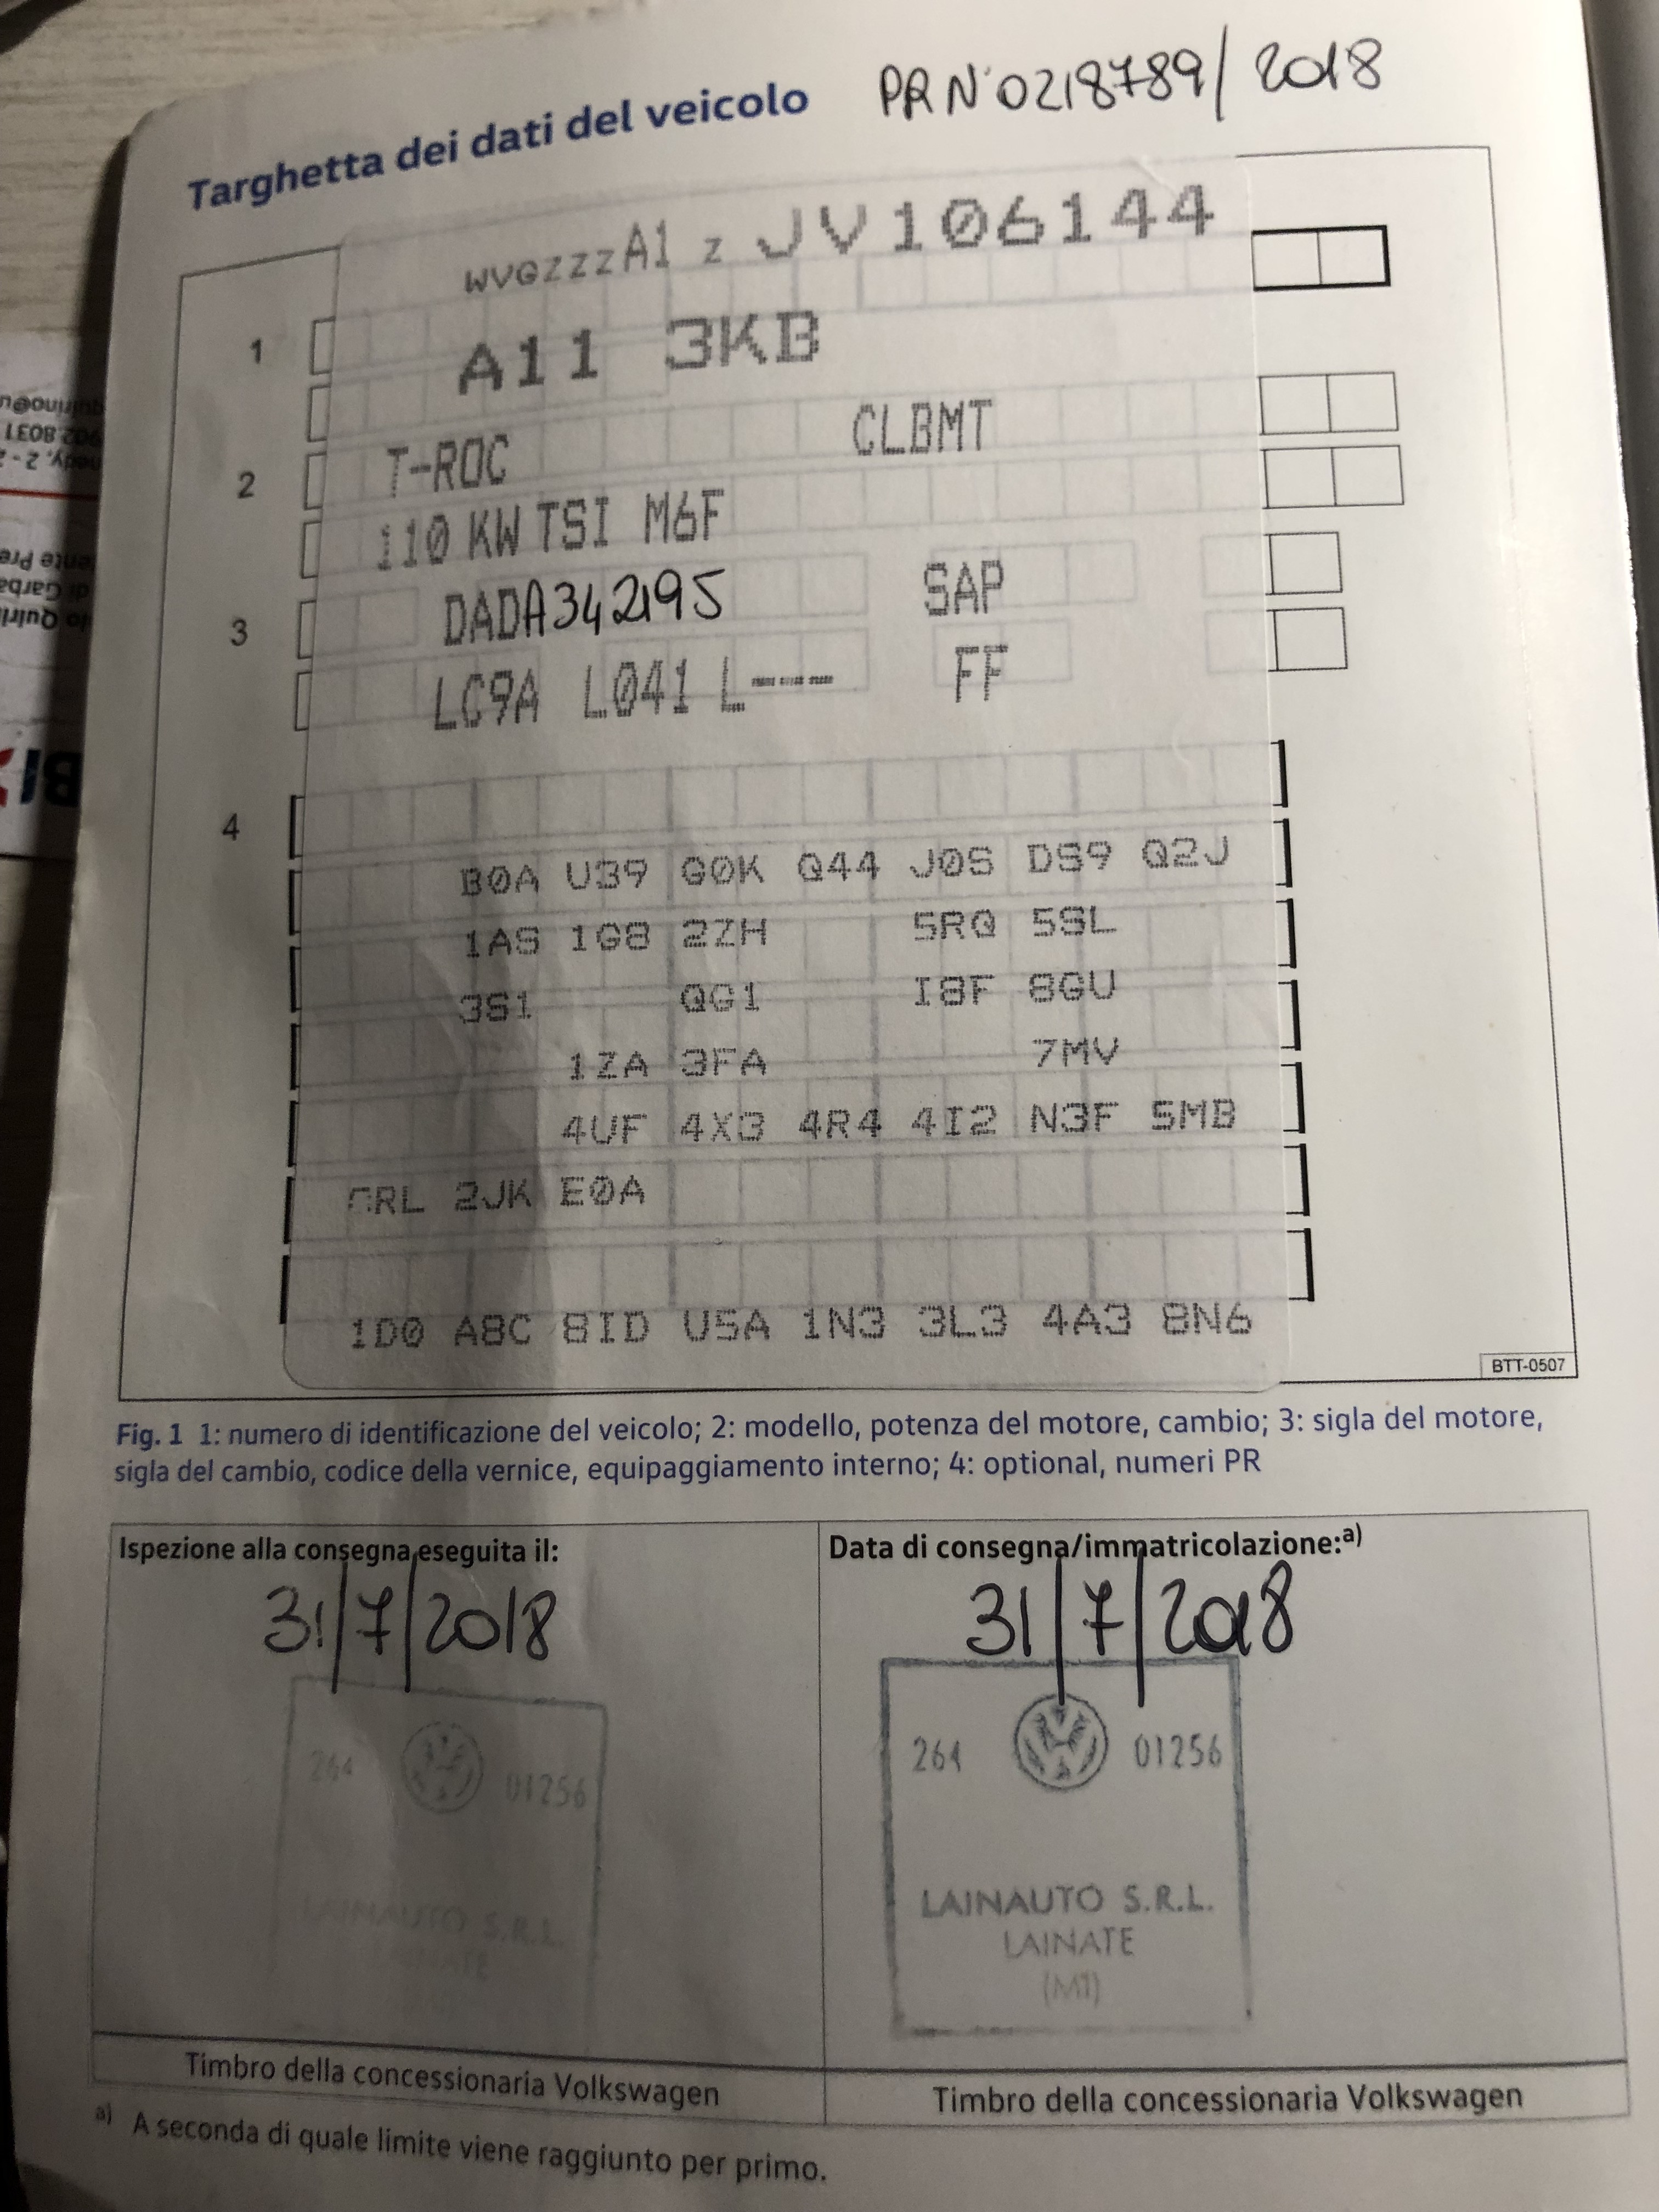 Targhetta dei dati del veicolo PR N° 0218789/2018
WVGZZZA1 Z JV106144
1
A11 3KB
2
T-ROC CLBMT
110 KW TSI M6F
3
DADA342195 SAP
LC9A L041 L--- FF
4
B0A U39 G0K Q44 J0S DS9 Q2J
1AS 1G8 2ZH 5RQ 5SL
3S1 QG1 I8F 8GU
1ZA 3FA 7MV
4UF 4X3 4R4 4I2 N3F 5MB
2JK E0A
1D0 A8C 8ID U5A 1N3 3L3 4A3 8N6
BTT-0507
Fig. 1 1: numero di identificazione del veicolo; 2: modello, potenza del motore, cambio; 3: sigla del motore,
sigla del cambio, codice della vernice, equipaggiamento interno; 4: optional, numeri PR
Ispezione alla consegna eseguita il:
31/7/2018
264 01256
LAINAUTO S.R.L.
LAINATE
Timbro della concessionaria Volkswagen
Data di consegna/immatricolazione:a)
31/7/2018
264 01256
LAINAUTO S.R.L.
LAINATE
(MI)
Timbro della concessionaria Volkswagen
a) A seconda di quale limite viene raggiunto per primo.